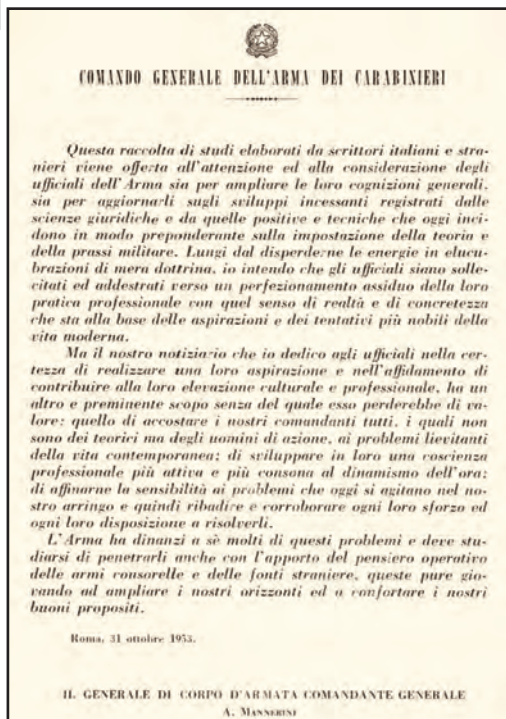 COMANDO GENERALE DELL'ARMA DEI CARABINIERI
Questa raccolta di studi elaborati da scrittori italiani e stra-
nieri viene offerta all'attenzione ed alla considerazione degli
ufficiali dell'Arma sia per ampliare le loro cognizioni generali,
sia per aggiornarli sugli sviluppi incessanti registrati dalle
scienze giuridiche e da quelle positive e tecniche che oggi inci-
dono in modo preponderante sulla impostazione della teoria e
della prassi militare. Lungi dal disperderne le energie in elucu-
brazioni di mera dottrina, io intendo che gli ufficiali siano solle-
citati ed addestrati verso un perfezionamento assiduo della loro
pratica professionale con quel senso di realtà e di concretezza
che sta alla base delle aspirazioni e dei tentativi più nobili della
vita moderna.
Ma il nostro notiziario che io dedico agli ufficiali nella cer-
tezza di realizzare una loro aspirazione e nell'affidamento di
contribuire alla loro elevazione culturale e professionale, ha un
altro e preminente scopo senza del quale esso perderebbe di va-
lore: quello di accostare i nostri comandanti tutti, i quali non
sono dei teorici ma degli uomini di azione, ai problemi lievitanti
della vita contemporanea; di sviluppare in loro una coscienza
professionale più attiva e più consona al dinamismo dell'ora;
di affinarne la sensibilità ai problemi che oggi si agitano nel no-
stro arringo e quindi ribadire e corroborare ogni loro sforzo ed
ogni loro disposizione a risolverli.
L'Arma ha dinanzi a sè molti di questi problemi e deve stu-
diarsi di penetrarli anche con l'apporto del pensiero operativo
delle armi consorelle e delle fonti straniere, queste pure gio-
vando ad ampliare i nostri orizzonti ed a confortare i nostri
buoni propositi.
Roma, 31 ottobre 1953.
IL GENERALE DI CORPO D'ARMATA COMANDANTE GENERALE
A. MANNERINI